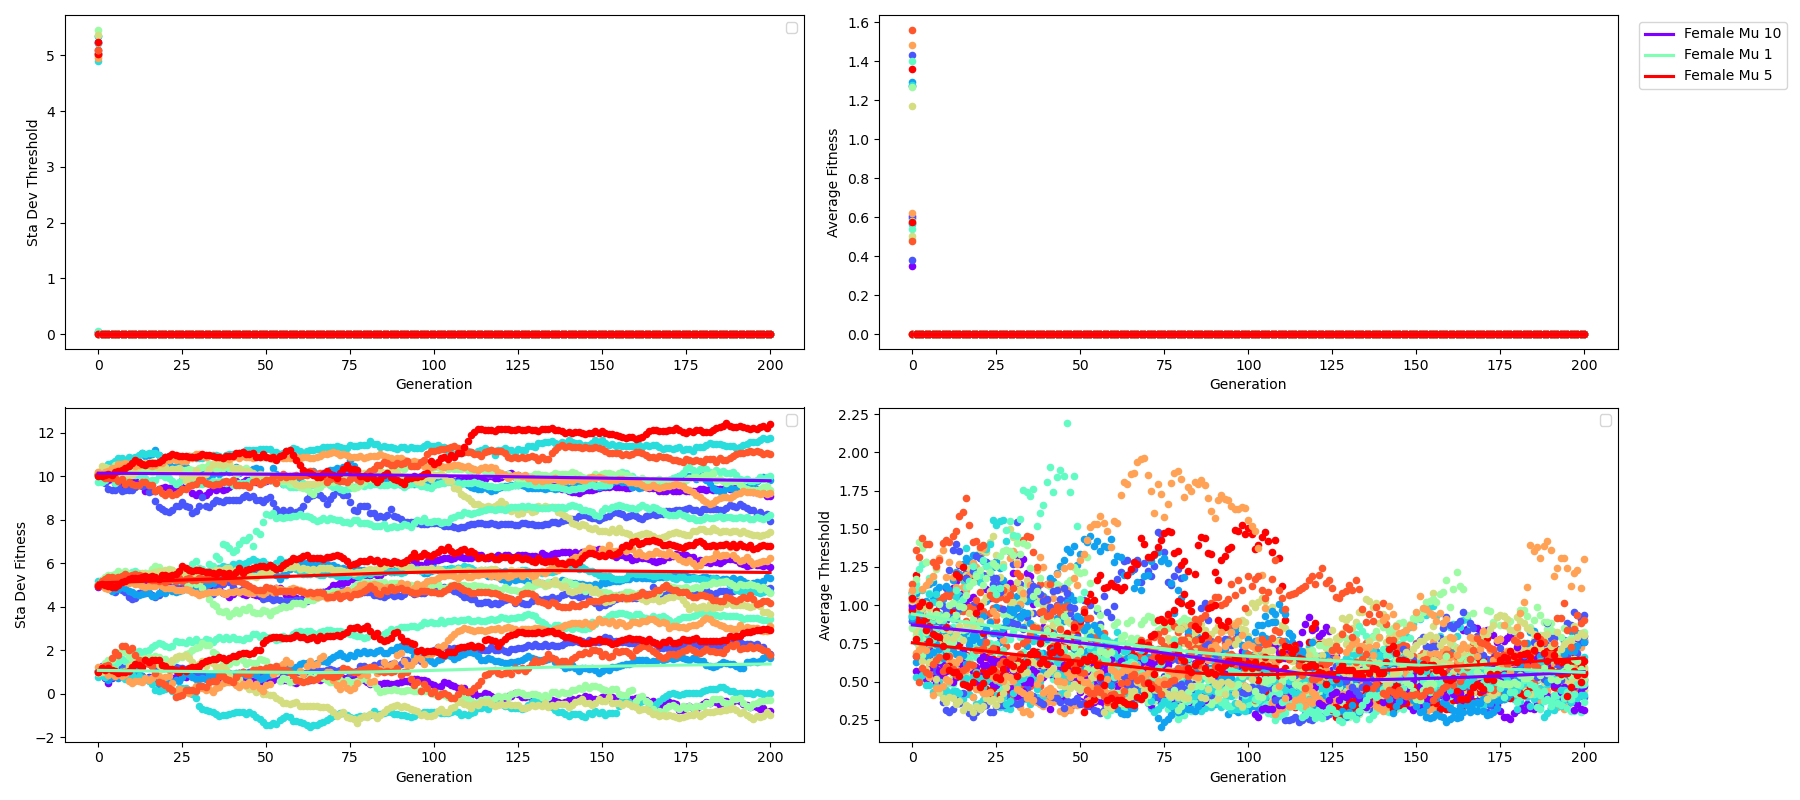 Sta Dev Threshold
5
4
3
2
1
0
0 25 50 75 100 125 150 175 200
Generation
Average Fitness
1.6
1.4
1.2
1.0
0.8
0.6
0.4
0.2
0.0
0 25 50 75 100 125 150 175 200
Generation
Female Mu 10
Female Mu 1
Female Mu 5
Sta Dev Fitness
12
10
8
6
4
2
0
−2
0 25 50 75 100 125 150 175 200
Generation
Average Threshold
2.25
2.00
1.75
1.50
1.25
1.00
0.75
0.50
0.25
0 25 50 75 100 125 150 175 200
Generation